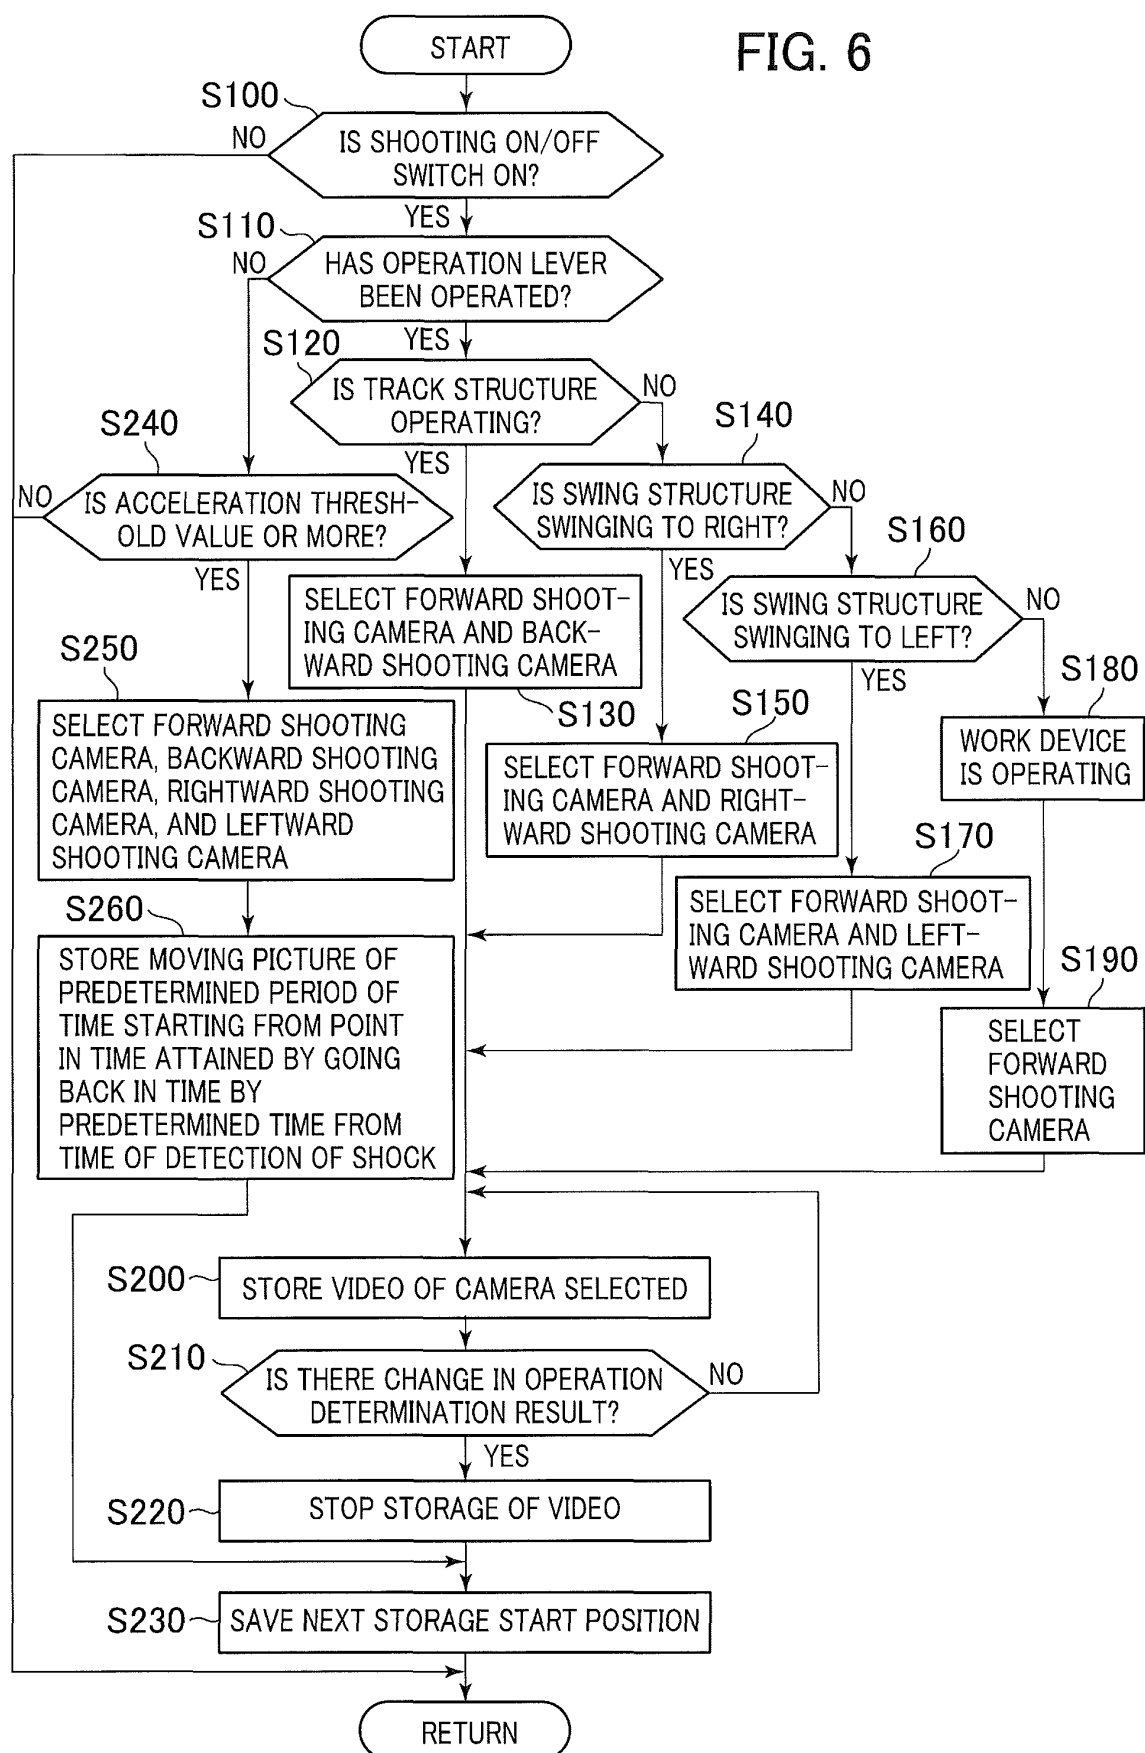 START
FIG. 6
S100
NO
IS SHOOTING ON/OFF
SWITCH ON?
YES
S110
NO
HAS OPERATION LEVER
BEEN OPERATED?
YES
S120
IS TRACK STRUCTURE
OPERATING?
NO
YES
S240
NO
IS ACCELERATION THRESH-
OLD VALUE OR MORE?
YES
S140
IS SWING STRUCTURE
SWINGING TO RIGHT?
NO
YES
S160
IS SWING STRUCTURE
SWINGING TO LEFT?
NO
YES
SELECT FORWARD SHOOT-
ING CAMERA AND BACK-
WARD SHOOTING CAMERA
S130
S250
SELECT FORWARD SHOOTING
CAMERA, BACKWARD SHOOTING
CAMERA, RIGHTWARD SHOOTING
CAMERA, AND LEFTWARD
SHOOTING CAMERA
S150
SELECT FORWARD SHOOT-
ING CAMERA AND RIGHT-
WARD SHOOTING CAMERA
S180
WORK DEVICE
IS OPERATING
S170
SELECT FORWARD SHOOT-
ING CAMERA AND LEFT-
WARD SHOOTING CAMERA
S260
STORE MOVING PICTURE OF
PREDETERMINED PERIOD OF
TIME STARTING FROM POINT
IN TIME ATTAINED BY GOING
BACK IN TIME BY
PREDETERMINED TIME FROM
TIME OF DETECTION OF SHOCK
S190
SELECT
FORWARD
SHOOTING
CAMERA
S200
STORE VIDEO OF CAMERA SELECTED
S210
IS THERE CHANGE IN OPERATION
DETERMINATION RESULT?
NO
YES
S220
STOP STORAGE OF VIDEO
S230
SAVE NEXT STORAGE START POSITION
RETURN